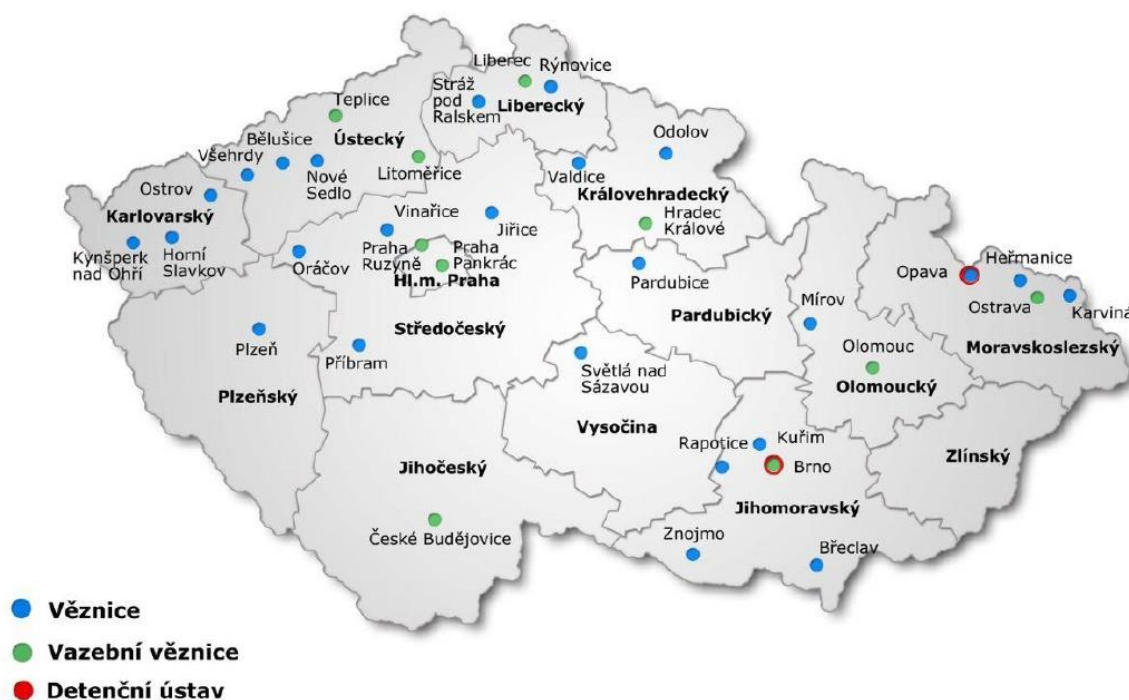 Liberec
Rýnovice
Stráž
pod
Ralskem
Liberecký
Teplice
Ústecký
Bělušice
Všehrdy
Nové
Sedlo
Litoměřice
Odolov
Valdice
Královehradecký
Hradec
Králové
Ostrov
Karlovarský
Kynšperk
nad Ohří
Horní
Slavkov
Vinařice
Jiřice
Oráčov
Praha
Ruzyně
Praha
Pankrác
Hl.m. Praha
Středočeský
Příbram
Plzeň
Plzeňský
Pardubice
Pardubický
Opava
Heřmanice
Ostrava
Karviná
Moravskoslezský
Mírov
Olomouc
Olomoucký
Světlá nad
Sázavou
Vysočina
Zlínský
Rapotice
Kuřim
Brno
Jihomoravský
Jihočeský
České Budějovice
Znojmo
Břeclav
Věznice
Vazební věznice
Detenční ústav